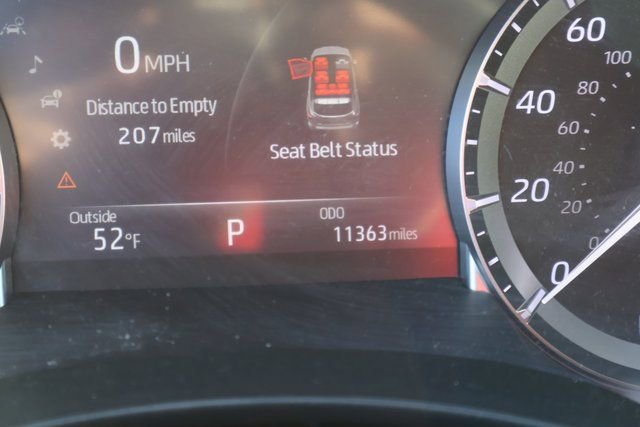 0 MPH
Distance to Empty
207 miles
Seat Belt Status
Outside
52°F
P
ODO
11363 miles
60
100
40
80
60
20
40
20
0
0